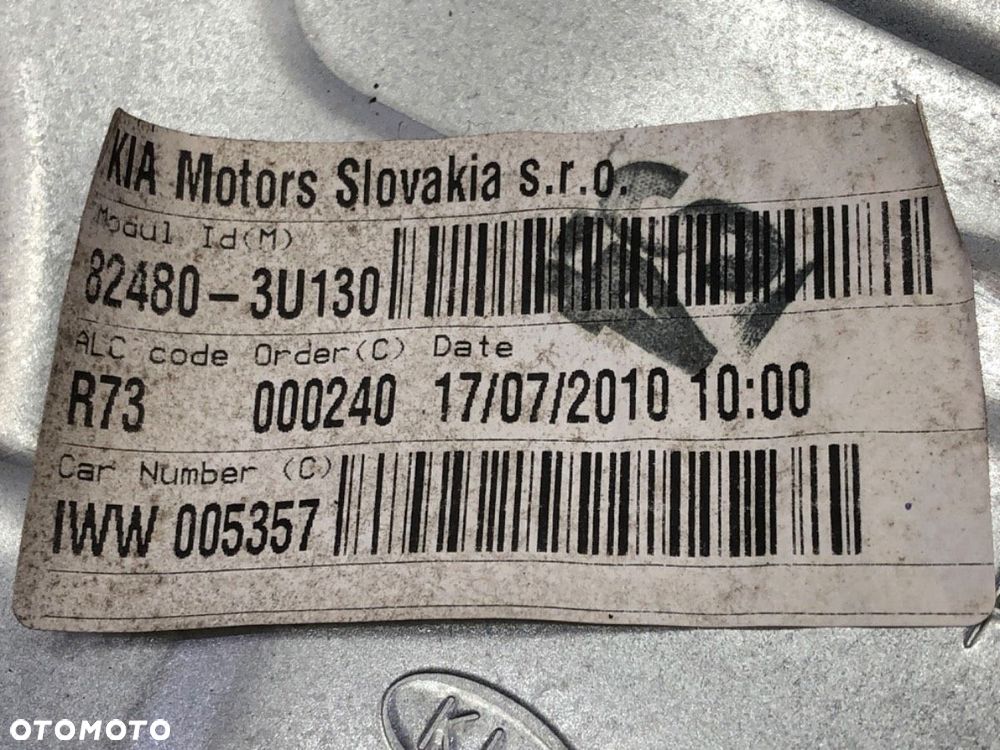 KIA Motors Slovakia s.r.o.
Modul Id(M)
82480-3U130
ALC code Order(C) Date
R73 000240 17/07/2010 10:00
Car Number (C)
IWW 005357
KIA
OTOMOTO